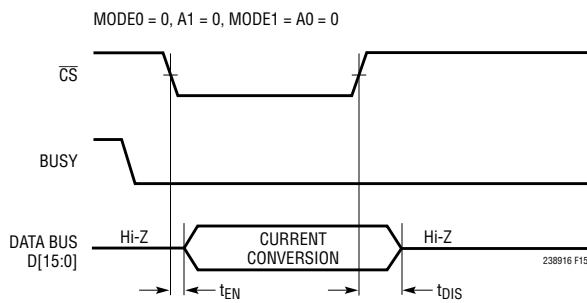 MODE0 = 0, A1 = 0, MODE1 = A0 = 0
CS
BUSY
DATA BUS
D[15:0]
Hi-Z
CURRENT
CONVERSION
Hi-Z
238916 F15
tEN
tDIS